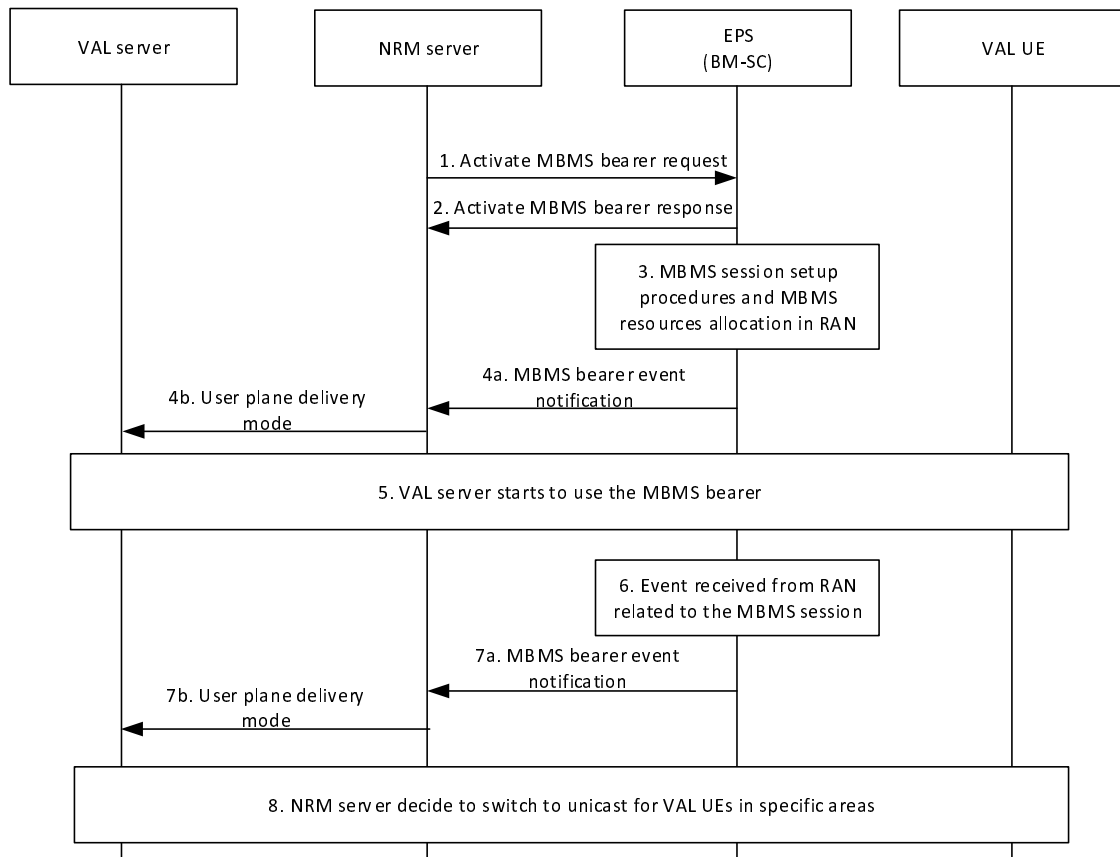 VAL server
NRM server
EPS
(BM-SC)
VAL UE
1. Activate MBMS bearer request
2. Activate MBMS bearer response
3. MBMS session setup
procedures and MBMS
resources allocation in RAN
4a. MBMS bearer event
notification
4b. User plane delivery
mode
5. VAL server starts to use the MBMS bearer
6. Event received from RAN
related to the MBMS session
7a. MBMS bearer event
notification
7b. User plane delivery
mode
8. NRM server decide to switch to unicast for VAL UEs in specific areas